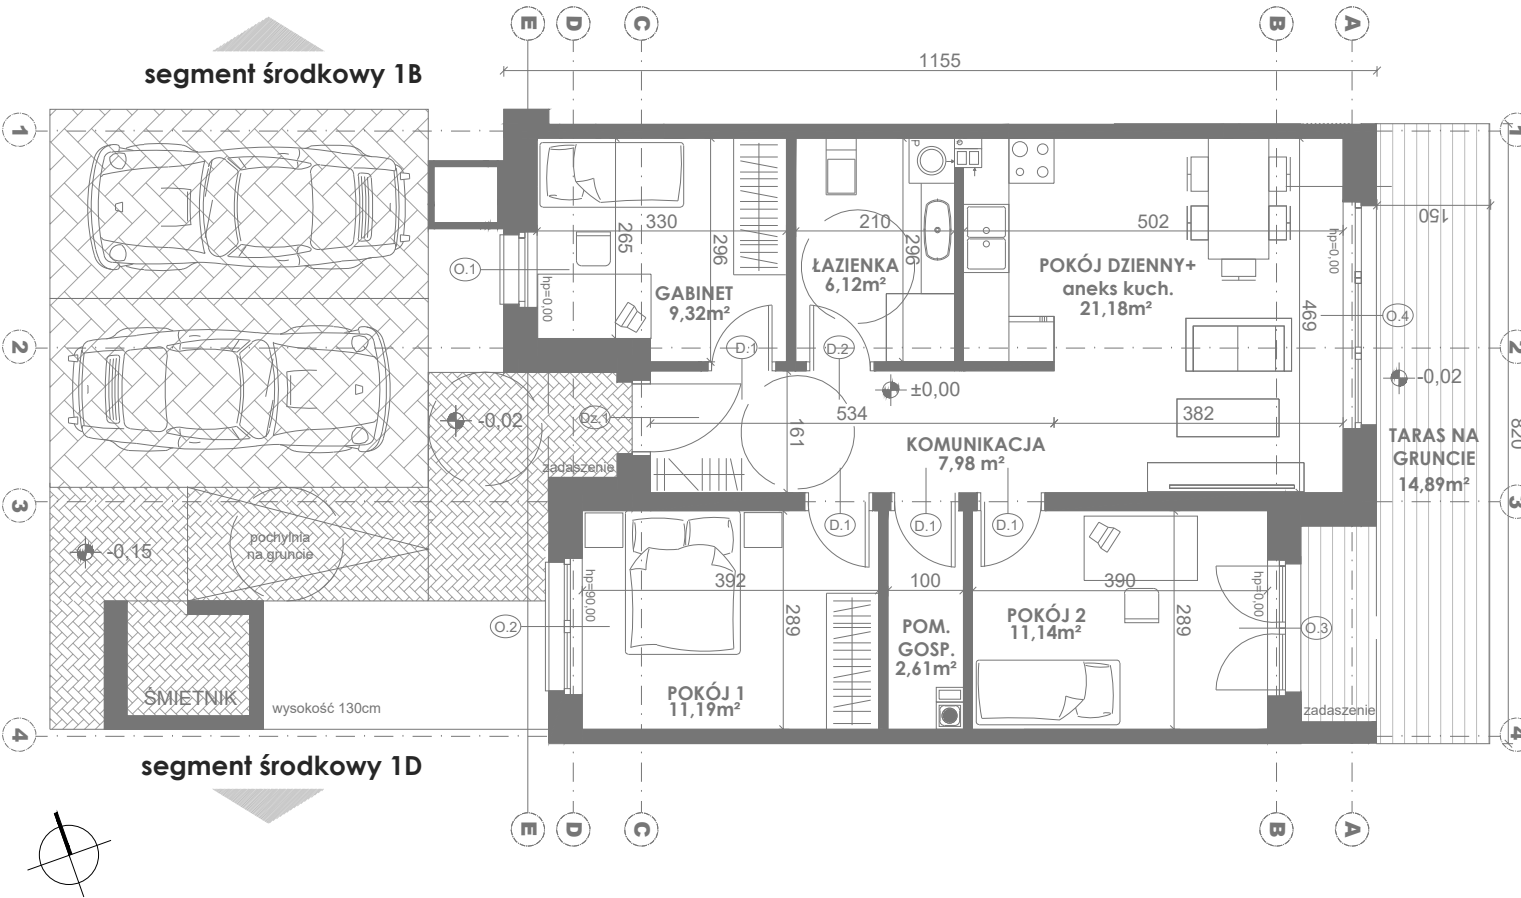 E
D
C
B
A
segment środkowy 1B
1155
1
1
P
330
210
502
150
265
296
296
hp=0,00
O.1
ŁAZIENKA
6,12m²
POKÓJ DZIENNY+
aneks kuch.
21,18m²
GABINET
9,32m²
hp=0,00
469
O.4
2
D.1
D.2
2
-0,02
±0,00
Dz.1
-0,02
534
382
161
820
KOMUNIKACJA
7,98 m²
TARAS NA
GRUNCIE
14,89m²
zadaszenie
3
3
D.1
D.1
D.1
-0,15
pochylnia
na gruncie
392
100
390
hp=90,00
hp=0,00
289
289
O.2
POKÓJ 2
11,14m²
O.3
POM.
GOSP.
2,61m²
POKÓJ 1
11,19m²
ŚMIETNIK
wysokość 130cm
zadaszenie
4
4
segment środkowy 1D
E
D
C
B
A